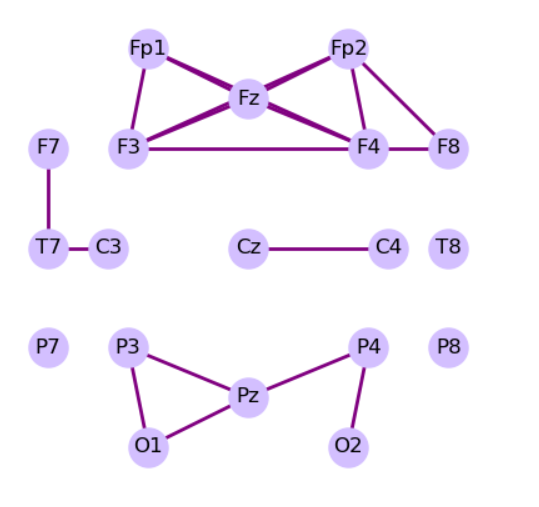 Fp1 Fp2
Fz
F7 F3 F4 F8
T7 C3 Cz C4 T8
P7 P3 P4 P8
Pz
O1 O2